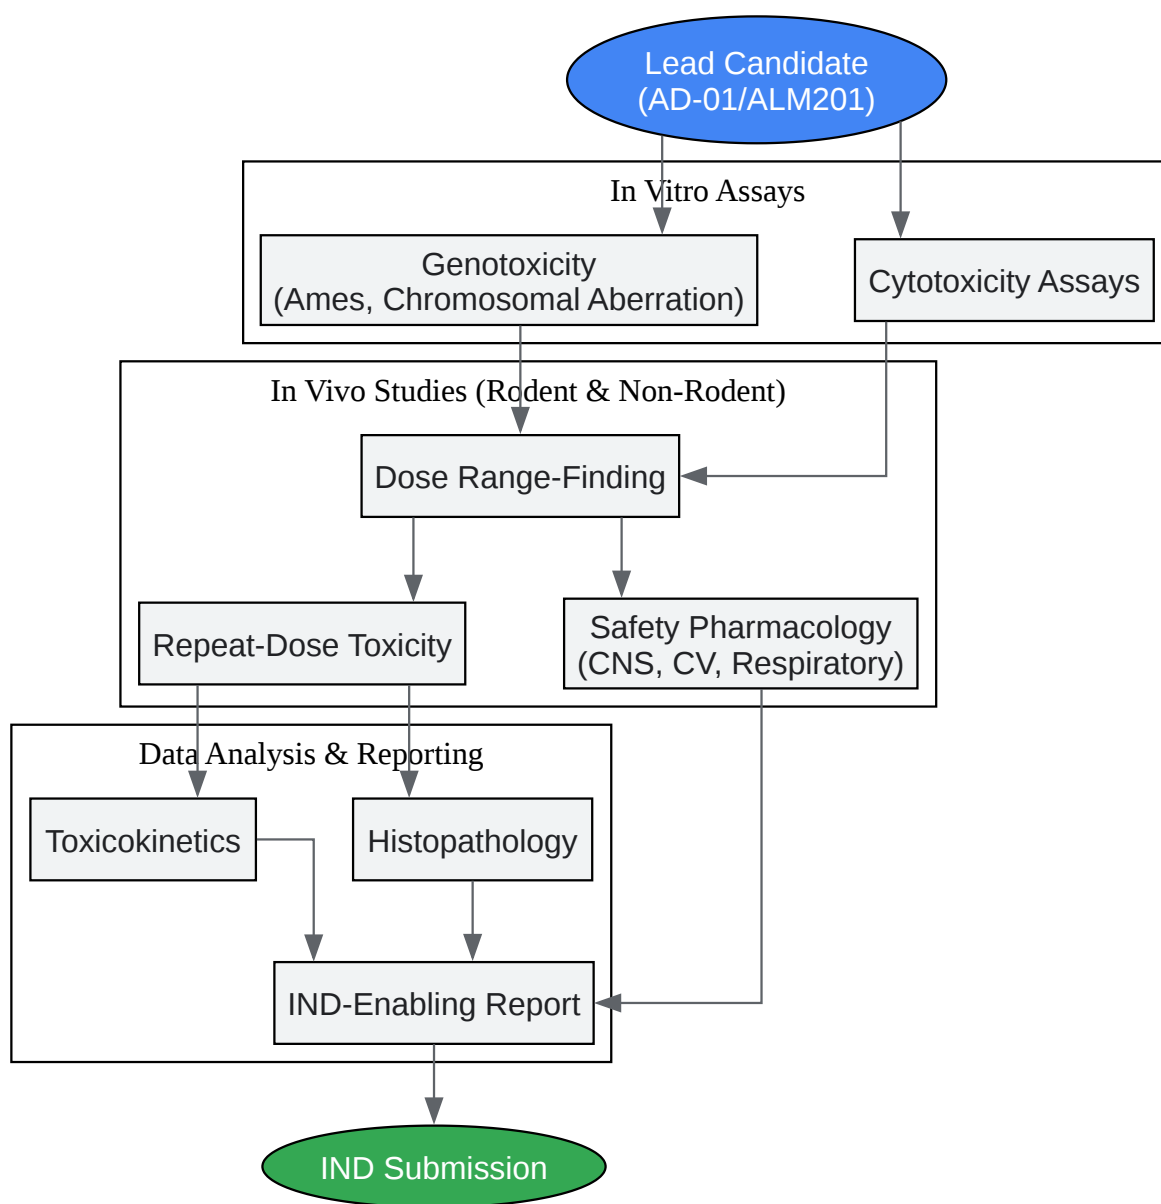 Lead Candidate
(AD-01/ALM201)
In Vitro Assays
Genotoxicity
(Ames, Chromosomal Aberration)
Cytotoxicity Assays
In Vivo Studies (Rodent & Non-Rodent)
Dose Range-Finding
Repeat-Dose Toxicity
Safety Pharmacology
(CNS, CV, Respiratory)
Data Analysis & Reporting
Toxicokinetics
Histopathology
IND-Enabling Report
IND Submission